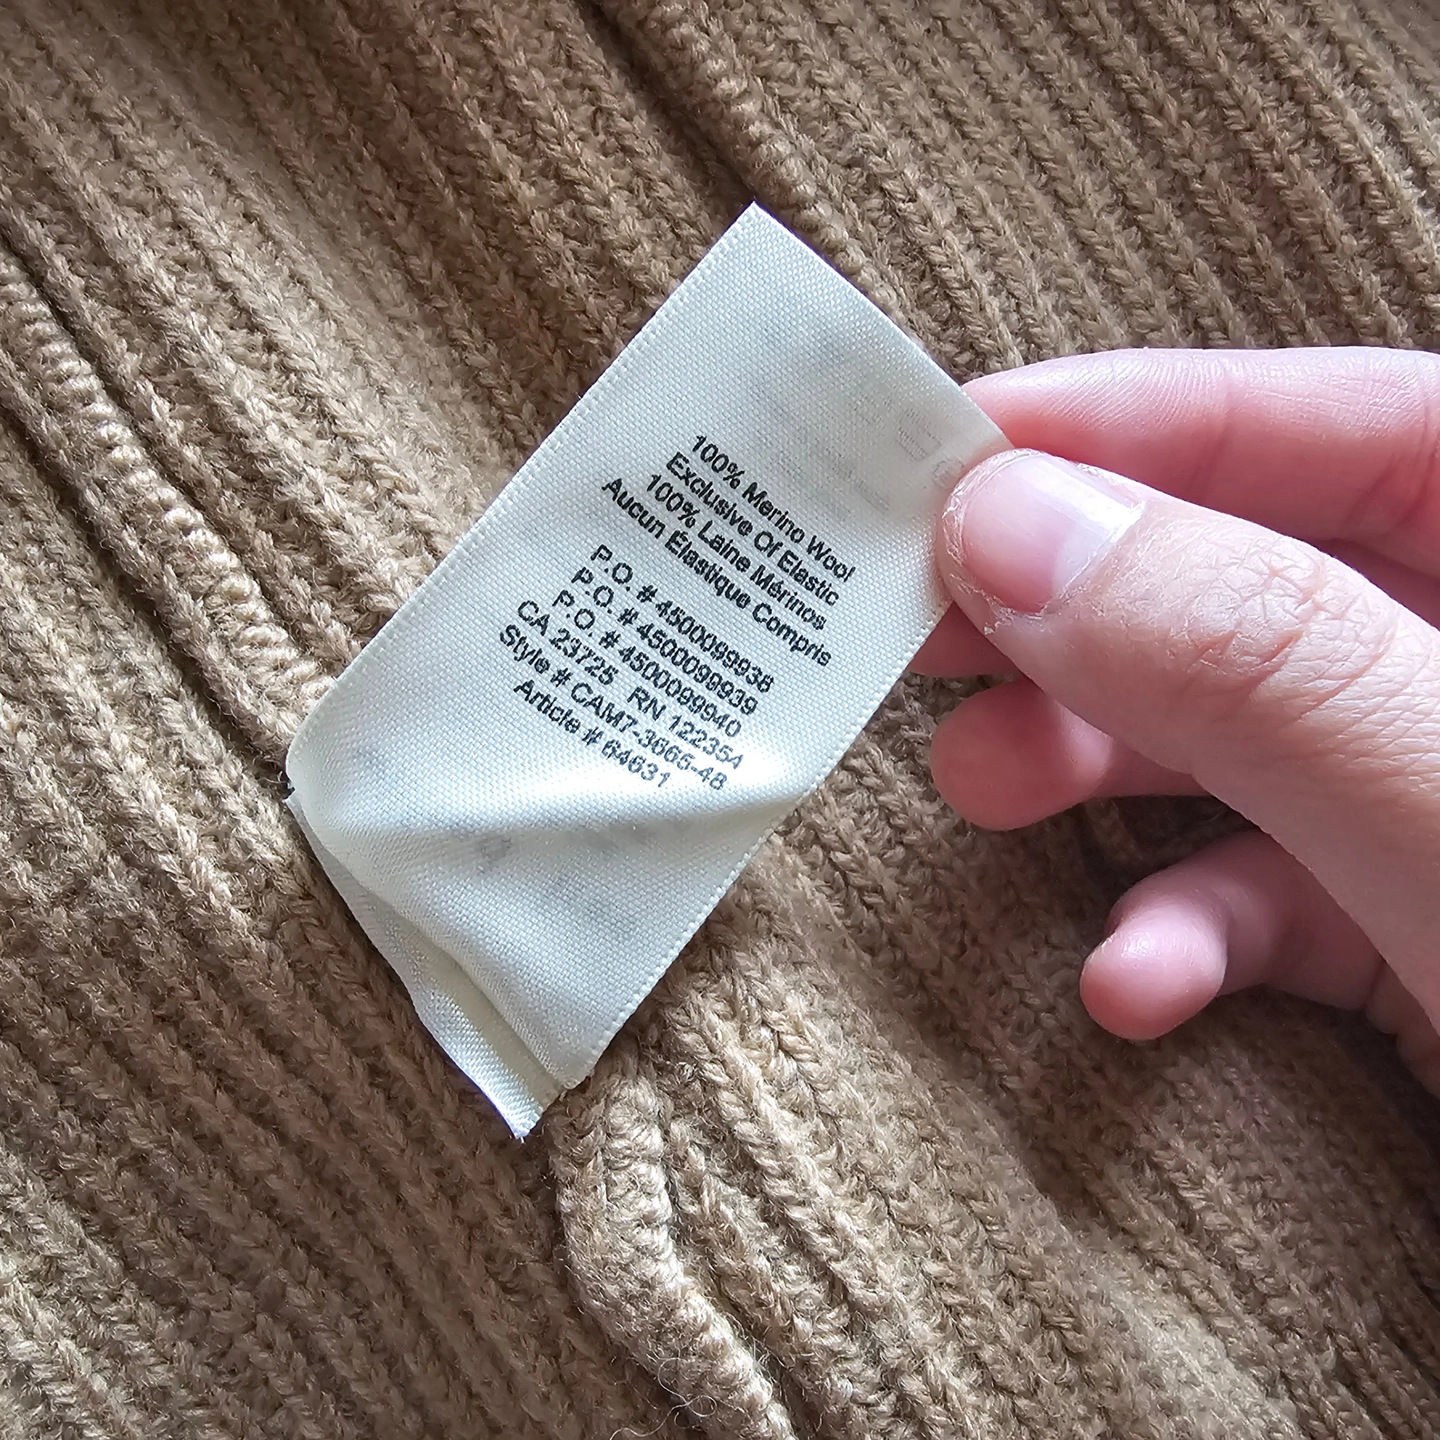 100% Merino Wool
Exclusive Of Elastic
100% Laine Mérinos
Aucun Élastique Compris
P.O. #4500099938
P.O. #4500099939
P.O. #4500099940
CA 23725 RN 122354
Style # CAM7-3665-48
Article # 64631